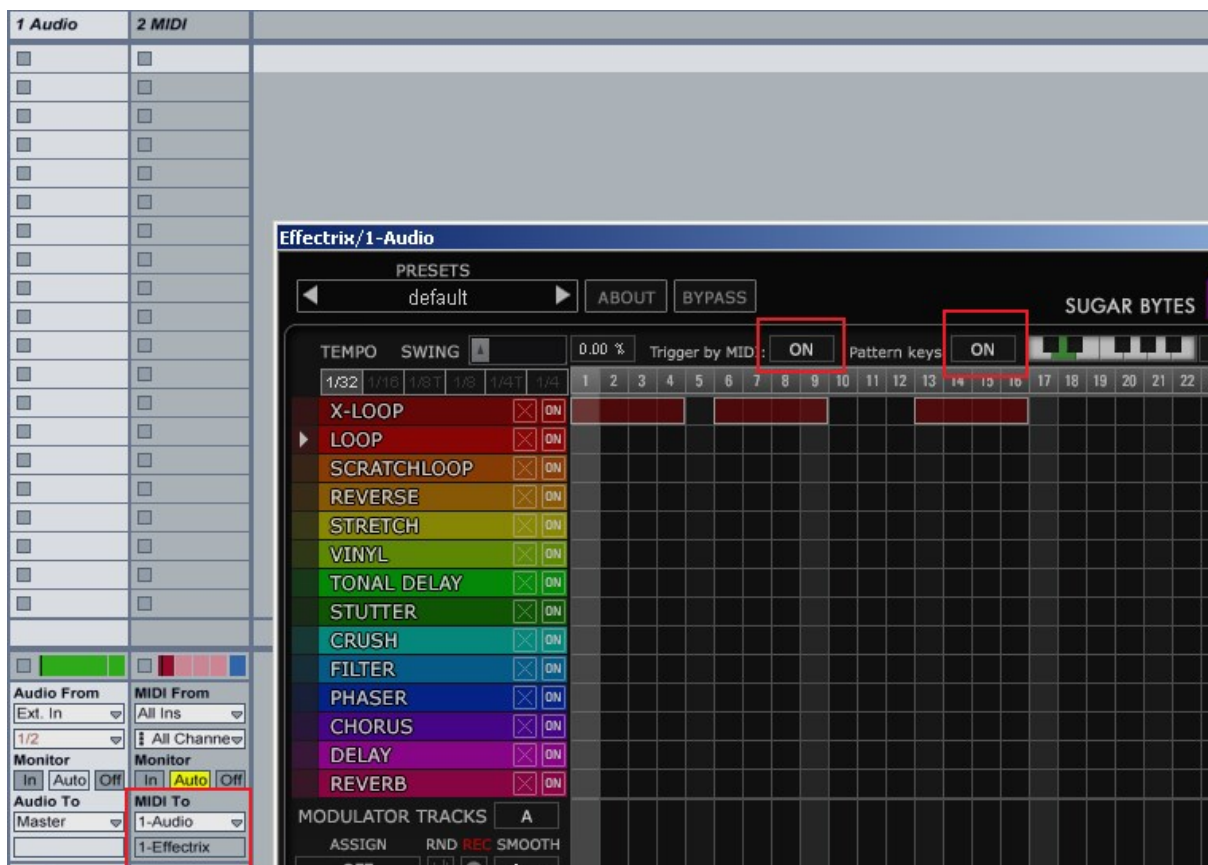 1 Audio 2 MIDI
Effectrix/1-Audio
PRESETS
default ABOUT BYPASS
SUGAR BYTES
TEMPO SWING 0.00 % Trigger by MIDI: ON Pattern keys ON
1/32 1/16 1/8T 1/8 1/4T 1/4 1 2 3 4 5 6 7 8 9 10 11 12 13 14 15 16 17 18 19 20 21 22
X-LOOP ON
LOOP ON
SCRATCHLOOP ON
REVERSE ON
STRETCH ON
VINYL ON
TONAL DELAY ON
STUTTER ON
CRUSH ON
FILTER ON
PHASER ON
CHORUS ON
DELAY ON
REVERB ON
Audio From MIDI From
Ext. In All Ins
1/2 All Channe
Monitor Monitor
In Auto Off In Auto Off
Audio To MIDI To
Master 1-Audio
1-Effectrix
MODULATOR TRACKS A
ASSIGN RND REC SMOOTH